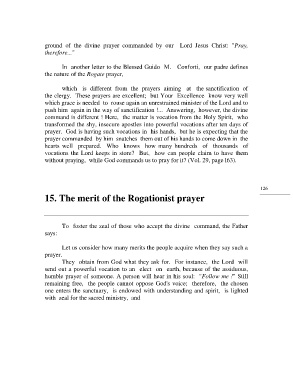 ground of the divine prayer commanded by our Lord Jesus Christ: "Pray,
therefore..."
In another letter to the Blessed Guido M. Conforti, our padre defines
the nature of the Rogate prayer,
which is different from the prayers aiming at the sanctification of
the clergy. These prayers are excellent; but Your Excellence know very well
which grace is needed to rouse again an unrestrained minister of the Lord and to
push him again in the way of sanctification !... Answering, however, the divine
command is different ! Here, the matter is vocation from the Holy Spirit, who
transformed the shy, insecure apostles into powerful vocations after ten days of
prayer. God is having such vocations in his hands, but he is expecting that the
prayer commanded by him snatches them out of his hands to come down in the
hearts well prepared. Who knows how many hundreds of thousands of
vocations the Lord keeps in store? But, how can people claim to have them
without praying, while God commands us to pray for it? (Vol. 29, page163).
126
15. The merit of the Rogationist prayer
To foster the zeal of those who accept the divine command, the Father
says:
Let us consider how many merits the people acquire when they say such a
prayer.
They obtain from God what they ask for. For instance, the Lord will
send out a powerful vocation to an elect on earth, because of the assiduous,
humble prayer of someone. A person will hear in his soul: "Follow me !" Still
remaining free, the people cannot oppose God's voice; therefore, the chosen
one enters the sanctuary, is endowed with understanding and spirit, is lighted
with zeal for the sacred ministry, and